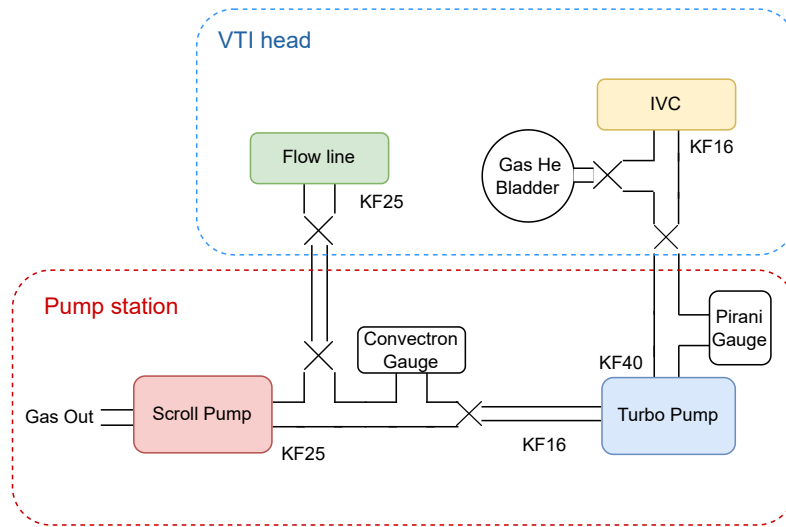 VTI head
IVC
KF16
Gas He
Bladder
Flow line
KF25
Pump station
Convectron
Gauge
Pirani
Gauge
KF40
Gas Out
Scroll Pump
Turbo Pump
KF25
KF16